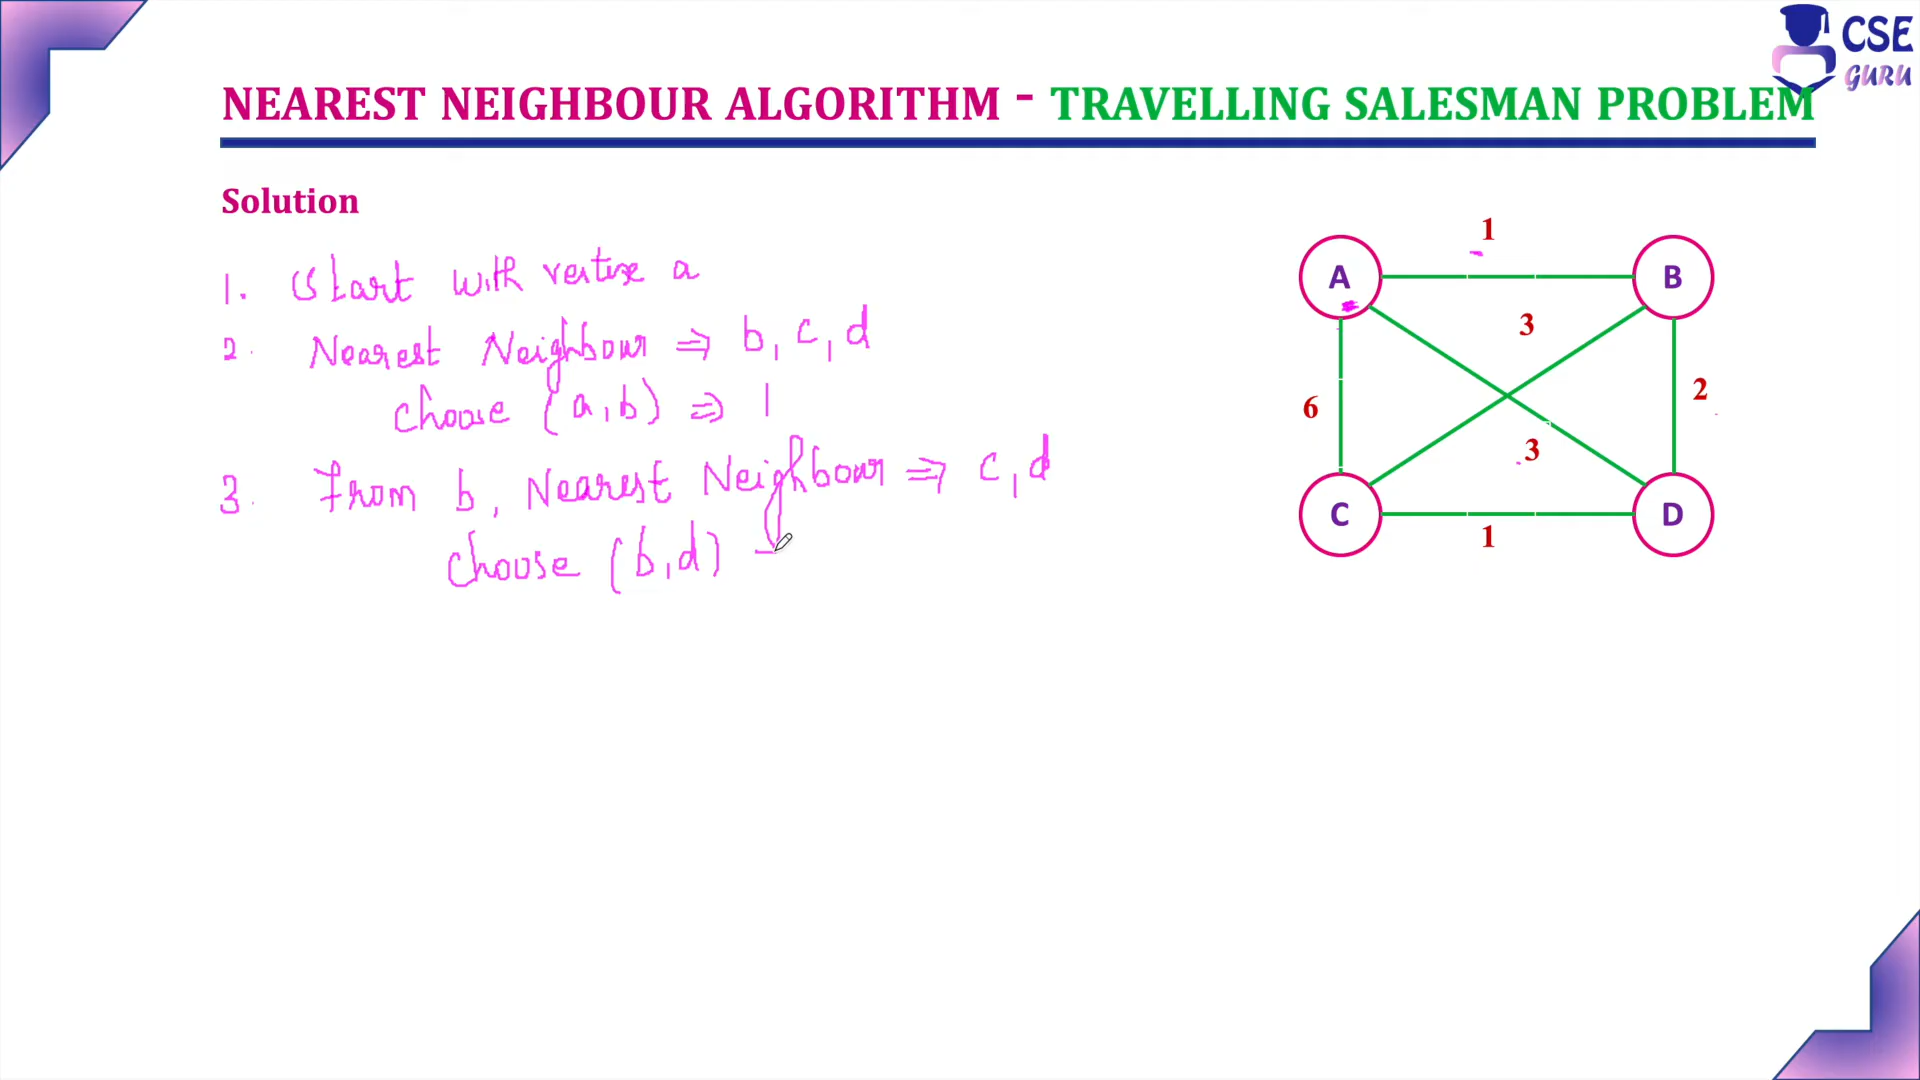 CSE
GURU
NEAREST NEIGHBOUR ALGORITHM - TRAVELLING SALESMAN PROBLEM
Solution
1. Start with vertex a
2. Nearest Neighbour ⇒ b, c, d
choose (a,b) ⇒ 1
3. From b, Nearest Neighbour ⇒ c, d
choose (b,d) -
1
A
B
3
6
2
3
C
D
1